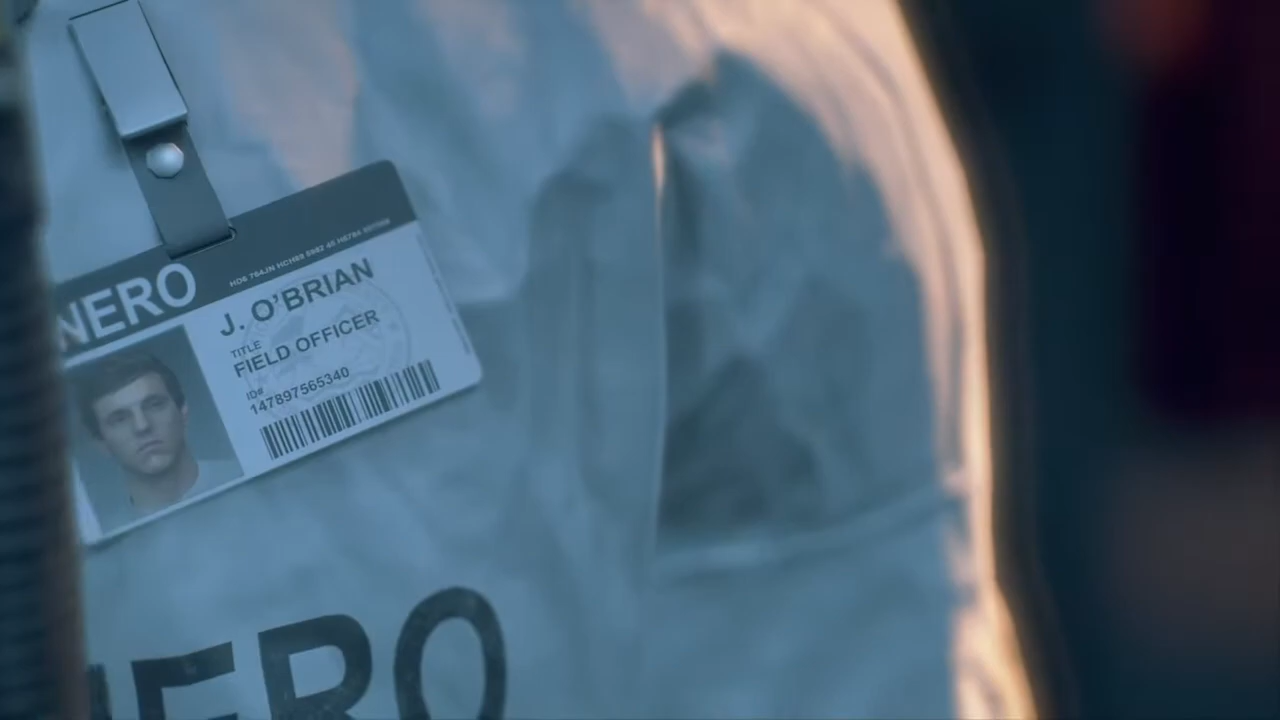 NERO
J. O'BRIAN
TITLE
FIELD OFFICER
ID#
147897565340
NERO